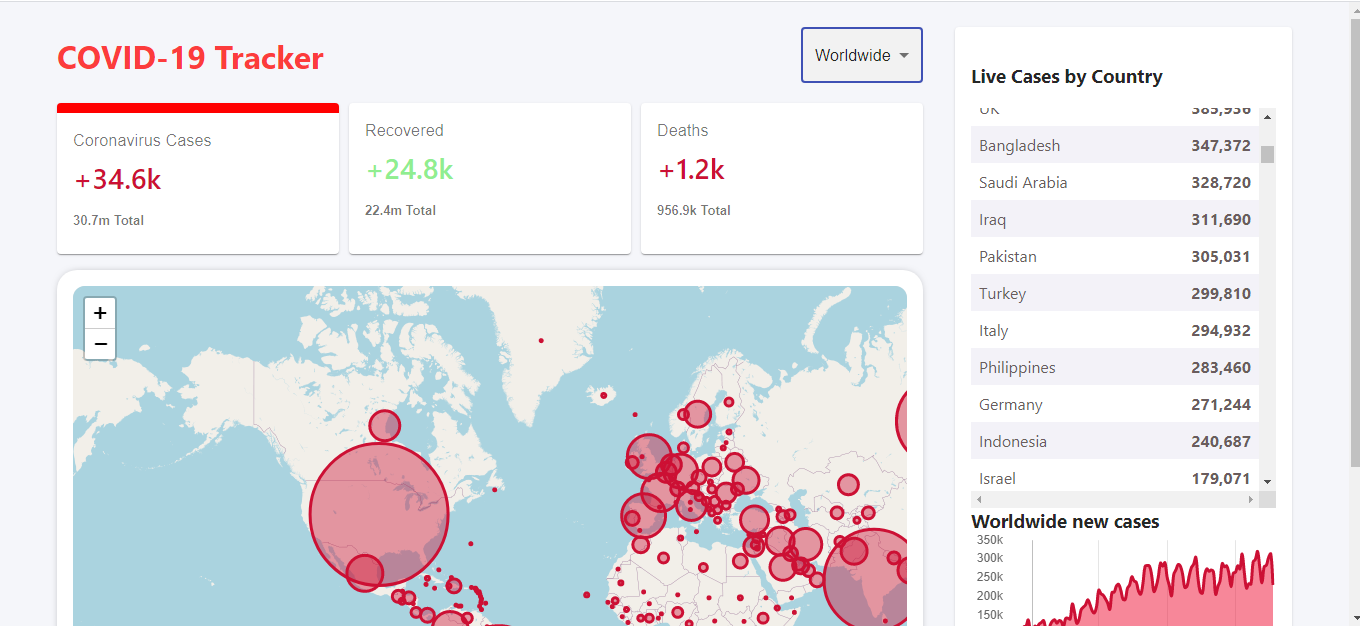 COVID-19 Tracker
Worldwide
Coronavirus Cases
+34.6k
30.7m Total
Recovered
+24.8k
22.4m Total
Deaths
+1.2k
956.9k Total
+
−
Live Cases by Country
UK 385,936
Bangladesh 347,372
Saudi Arabia 328,720
Iraq 311,690
Pakistan 305,031
Turkey 299,810
Italy 294,932
Philippines 283,460
Germany 271,244
Indonesia 240,687
Israel 179,071
Worldwide new cases
350k
300k
250k
200k
150k